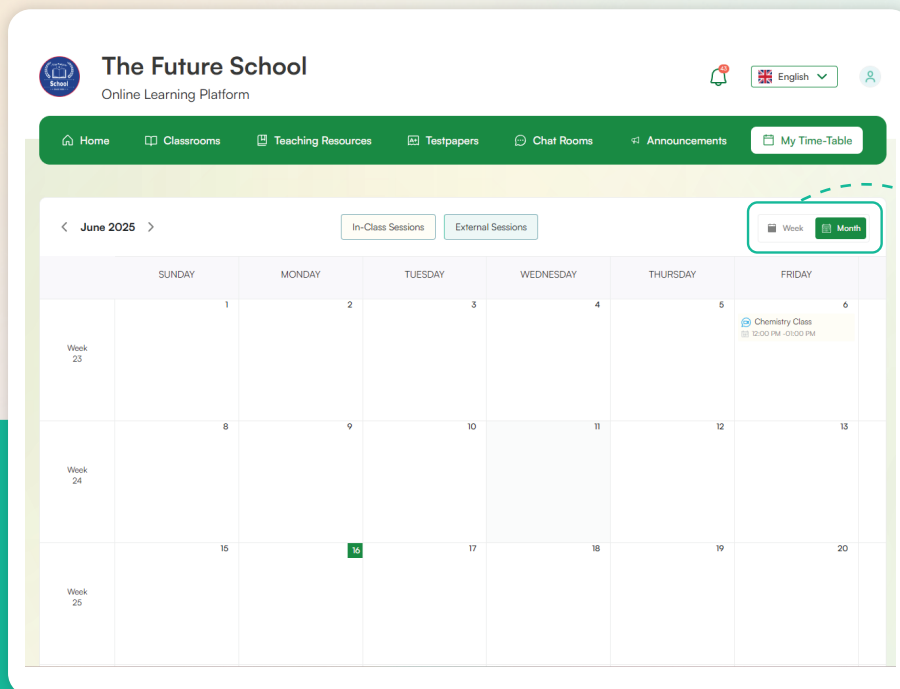 The Future School
School
Online Learning Platform
English
Home
Classrooms
Teaching Resources
Testpapers
Chat Rooms
Announcements
My Time-Table
June 2025
In-Class Sessions
External Sessions
Week
Month
SUNDAY
MONDAY
TUESDAY
WEDNESDAY
THURSDAY
FRIDAY
1
2
3
4
5
6
Chemistry Class
12:00 PM -01:00 PM
Week
23
8
9
10
11
12
13
Week
24
15
16
17
18
19
20
Week
25